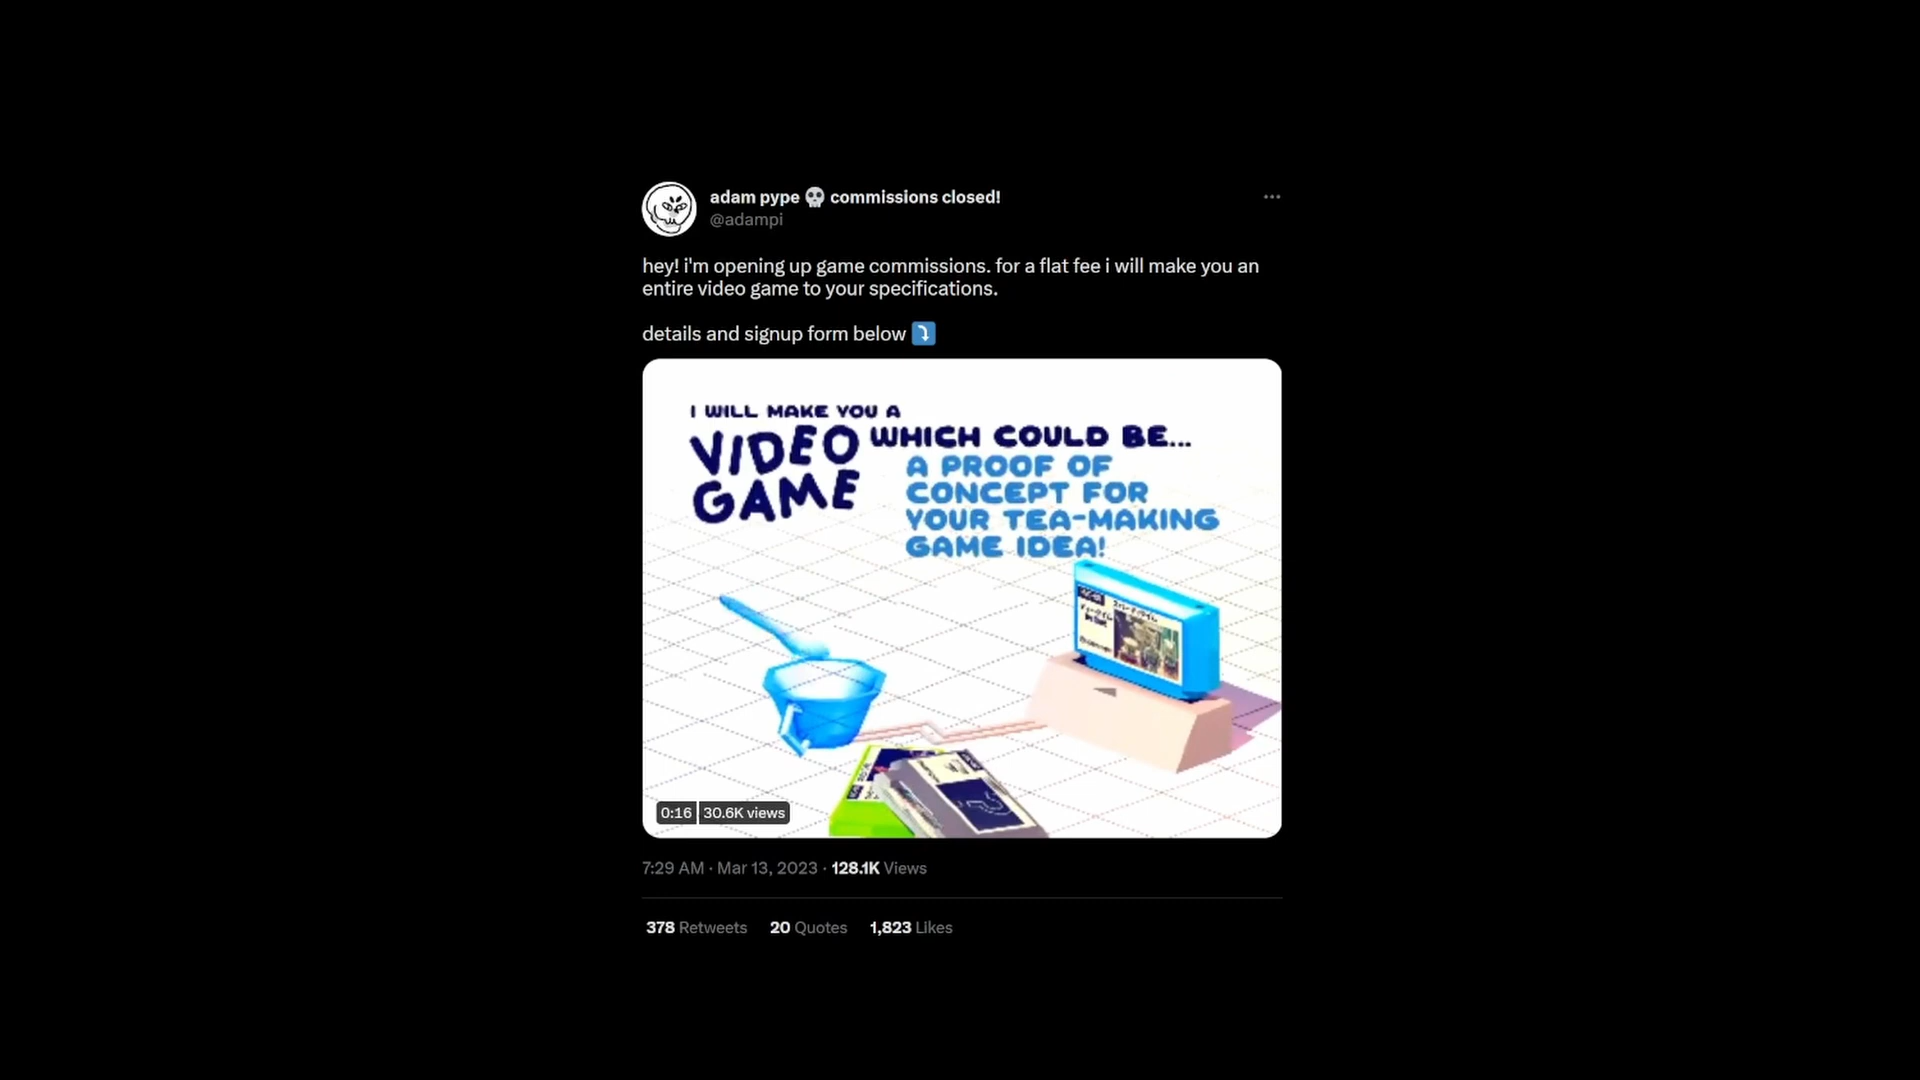 adam pype 💀 commissions closed!
@adampi
hey! i'm opening up game commissions. for a flat fee i will make you an
entire video game to your specifications.
details and signup form below ⤵️
I WILL MAKE YOU A
VIDEO
GAME
WHICH COULD BE...
A PROOF OF
CONCEPT FOR
YOUR TEA-MAKING
GAME IDEA!
0:16 30.6K views
7:29 AM · Mar 13, 2023 · 128.1K Views
378 Retweets 20 Quotes 1,823 Likes